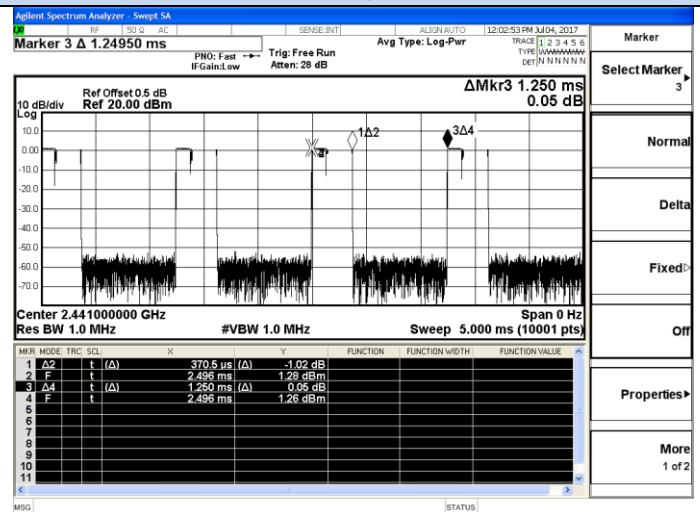 Agilent Spectrum Analyzer - Swept SA
RF 50 Ω AC SENSE:INT ALIGN AUTO 12:02:53 PM Jul 04, 2017
Marker 3 Δ 1.24950 ms
PNO: Fast
IFGain:Low
Trig: Free Run
Atten: 28 dB
Avg Type: Log-Pwr
TRACE 1 2 3 4 5 6
TYPE
DET N N N N N N
Ref Offset 0.5 dB
10 dB/div Ref 20.00 dBm
ΔMkr3 1.250 ms
0.05 dB
Log
10.0
0.00
-10.0
-20.0
-30.0
-40.0
-50.0
-60.0
-70.0
1Δ2
3Δ4
Center 2.441000000 GHz
Span 0 Hz
Res BW 1.0 MHz
#VBW 1.0 MHz
Sweep 5.000 ms (10001 pts)
MKR MODE TRC SCL X Y FUNCTION FUNCTION WIDTH FUNCTION VALUE
1 Δ2 t (Δ) 370.5 µs (Δ) -1.02 dB
2 F t 2.496 ms 1.28 dBm
3 Δ4 t (Δ) 1.250 ms (Δ) 0.05 dB
4 F t 2.496 ms 1.26 dBm
5
6
7
8
9
10
11
MSG
STATUS
Marker
Select Marker
3
Normal
Delta
Fixed
Off
Properties
More
1 of 2